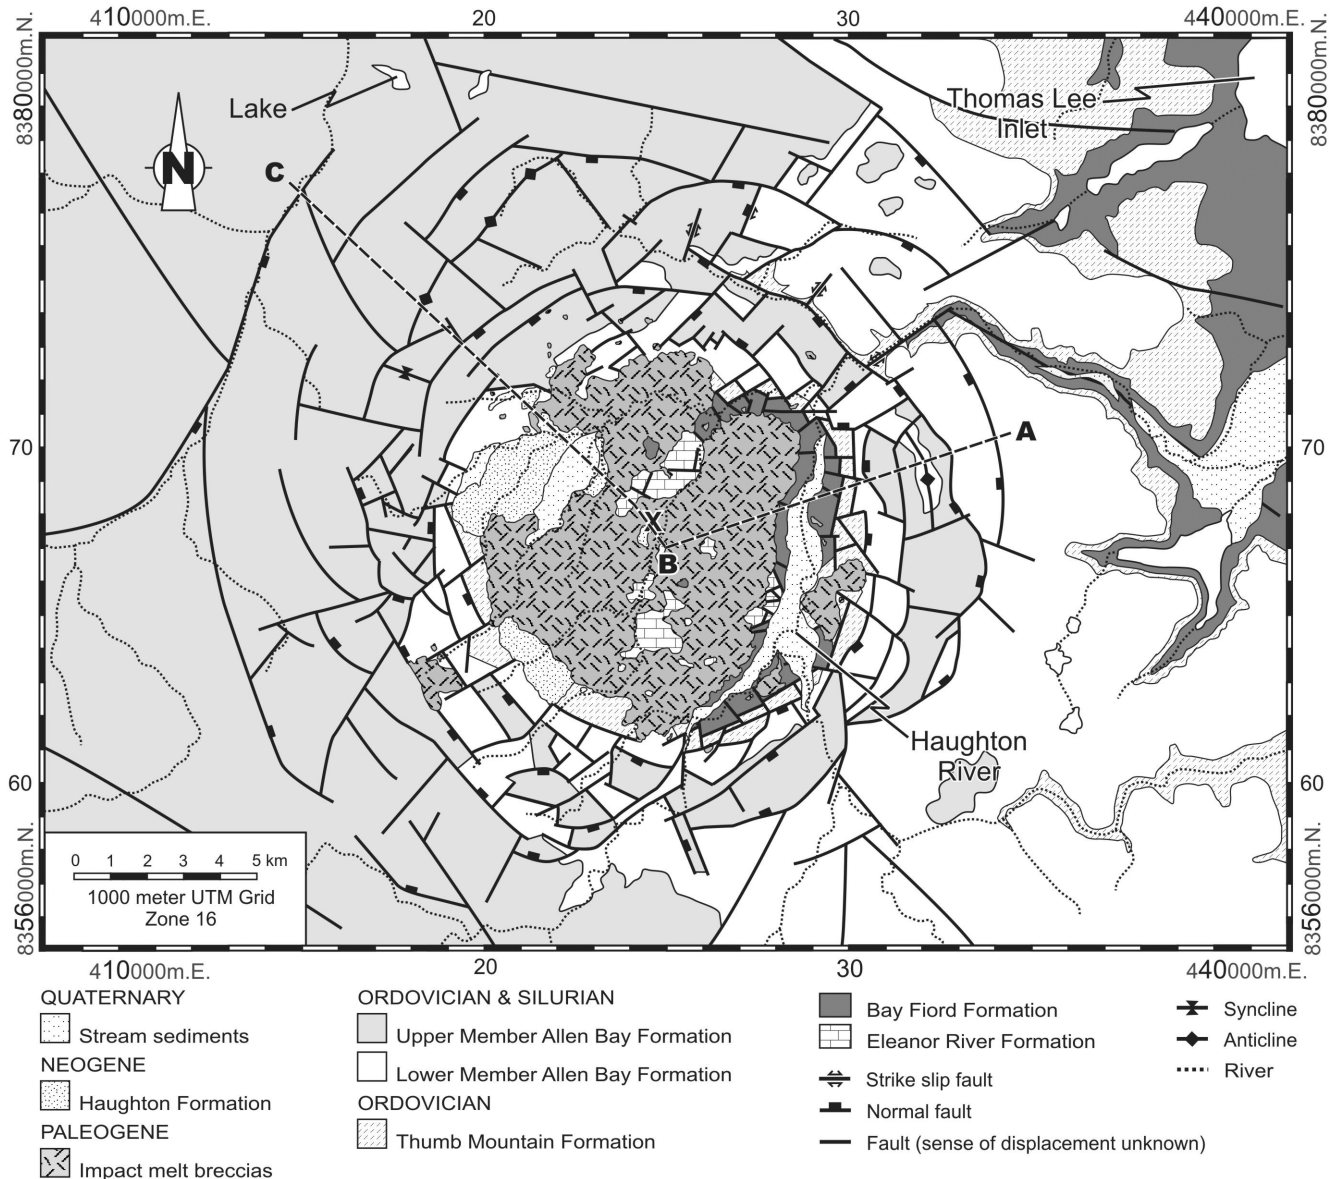 410000m.E.
20
30
440000m.E.
8380000m.N.
8380000m.N.
Lake
Thomas Lee
Inlet
N
C
A
70
70
X
B
Haughton
River
60
60
8356000m.N.
8356000m.N.
0 1 2 3 4 5 km
1000 meter UTM Grid
Zone 16
410000m.E.
20
30
440000m.E.
QUATERNARY
Stream sediments
NEOGENE
Haughton Formation
PALEOGENE
Impact melt breccias
ORDOVICIAN & SILURIAN
Upper Member Allen Bay Formation
Lower Member Allen Bay Formation
ORDOVICIAN
Thumb Mountain Formation
Bay Fiord Formation
Eleanor River Formation
Strike slip fault
Normal fault
Fault (sense of displacement unknown)
Syncline
Anticline
River